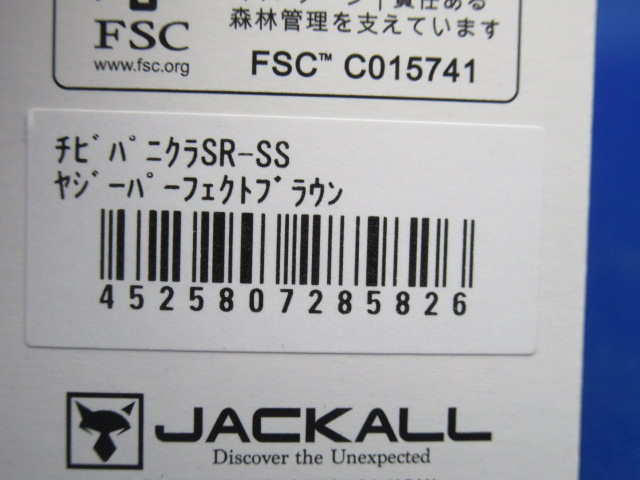 責任ある
森林管理を支えています
FSC
www.fsc.org
FSC™ C015741
ﾁﾋﾞﾊﾟﾆｸﾗSR-SS
ﾔｼﾞｰﾊﾟｰﾌｪｸﾄﾌﾞﾗｳﾝ
4525807285826
JACKALL
Discover the Unexpected